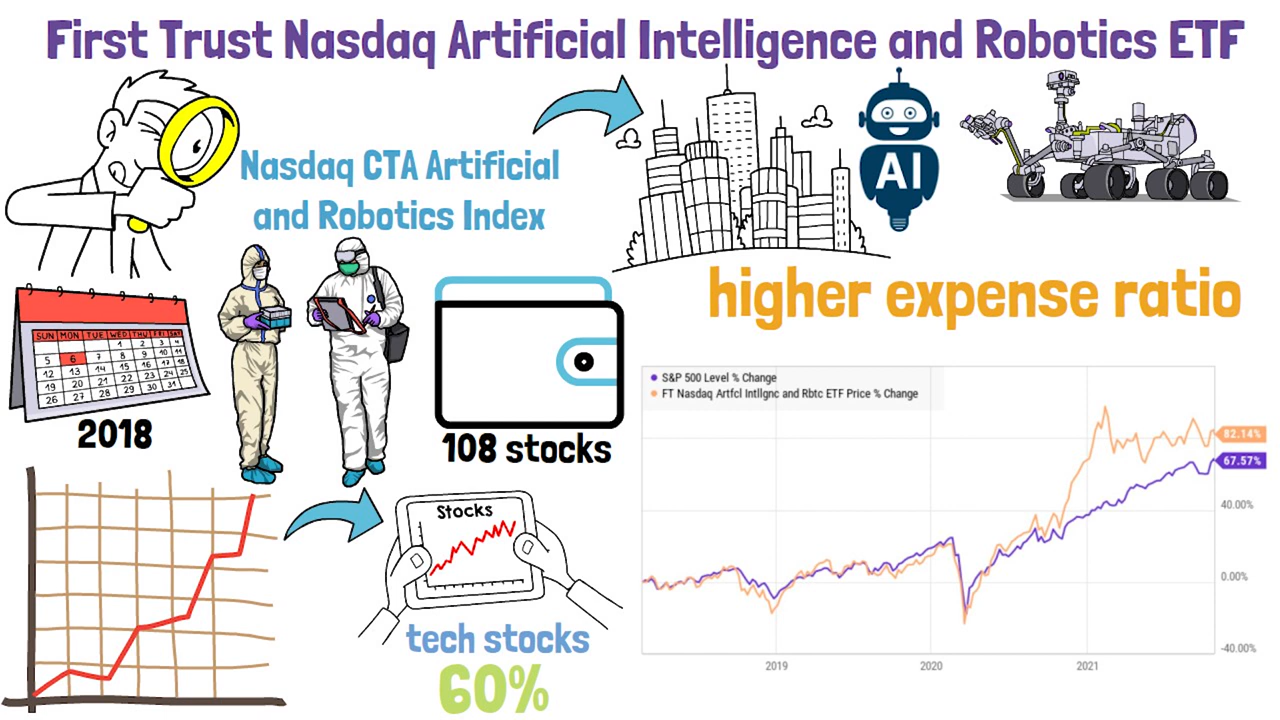 First Trust Nasdaq Artificial Intelligence and Robotics ETF
Nasdaq CTA Artificial
and Robotics Index
AI
higher expense ratio
SUN MON TUE WED THU FRI SAT
1 2 3 4
5 6 7 8 9 10 11
12 13 14 15 16 17 18
19 20 21 22 23 24 25
26 27 28 29 30 31
2018
108 stocks
Stocks
tech stocks
60%
S&P 500 Level % Change
FT Nasdaq Artfcl Intllgnc and Rbtc ETF Price % Change
82.14%
67.57%
40.00%
0.00%
-40.00%
2019 2020 2021